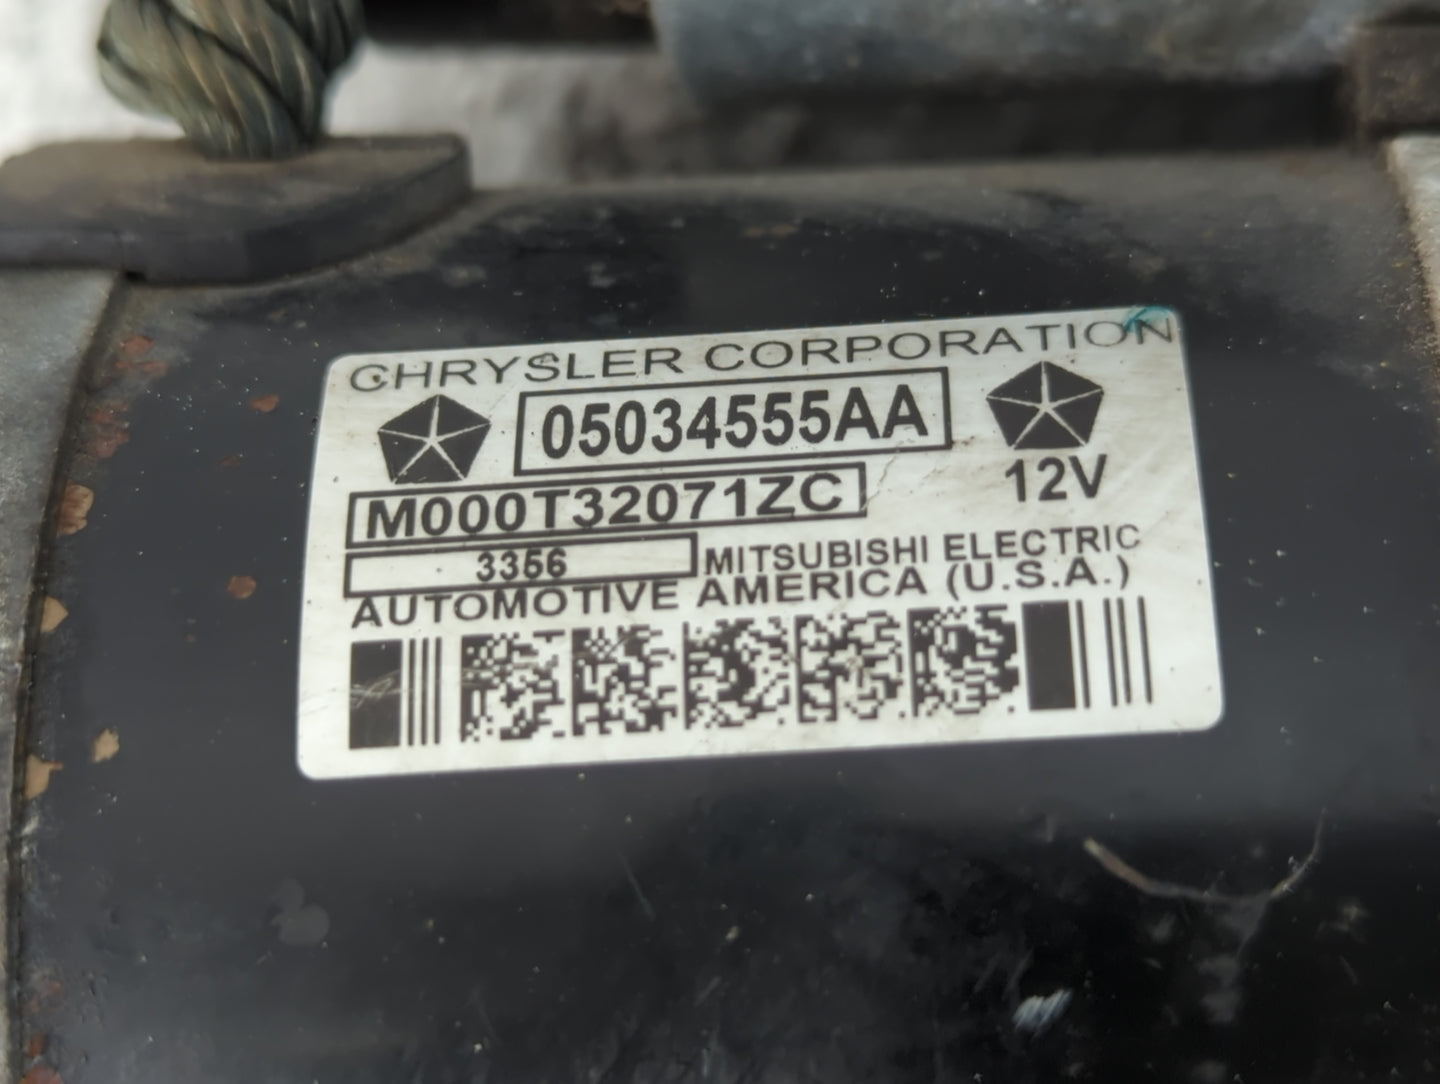 CHRYSLER CORPORATION
05034555AA
12V
M000T32071ZC
3356
MITSUBISHI ELECTRIC
AUTOMOTIVE AMERICA (U.S.A.)